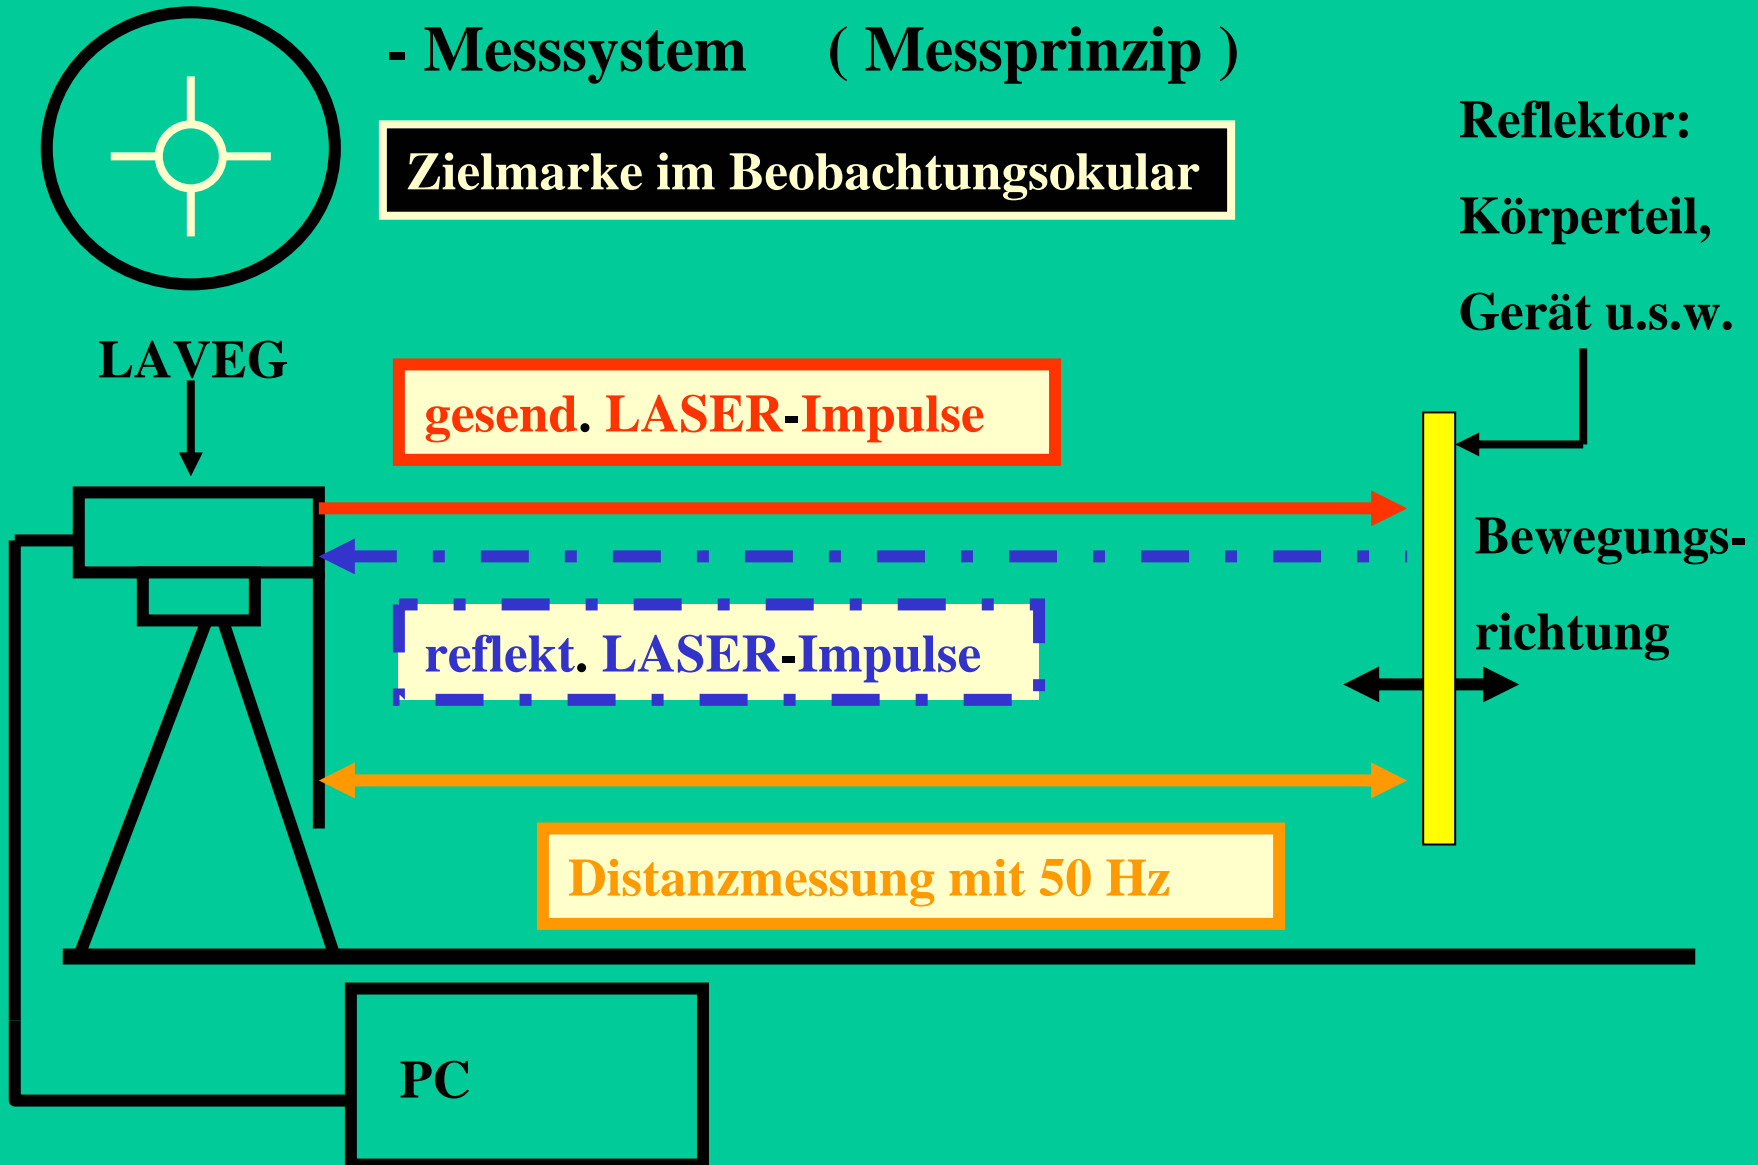 - Messsystem ( Messprinzip )
Zielmarke im Beobachtungsokular
Reflektor:
Körperteil,
Gerät u.s.w.
LAVEG
gesend. LASER-Impulse
Bewegungs-
richtung
reflekt. LASER-Impulse
Distanzmessung mit 50 Hz
PC